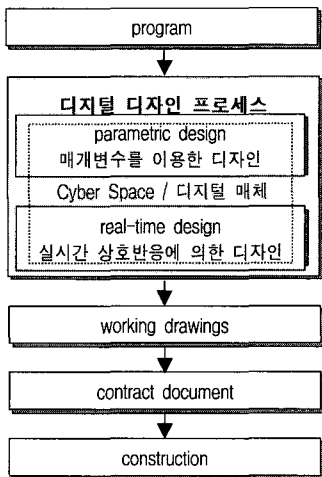 program
디지털 디자인 프로세스
parametric design
매개변수를 이용한 디자인
Cyber Space / 디지털 매체
real-time design
실시간 상호반응에 의한 디자인
working drawings
contract document
construction